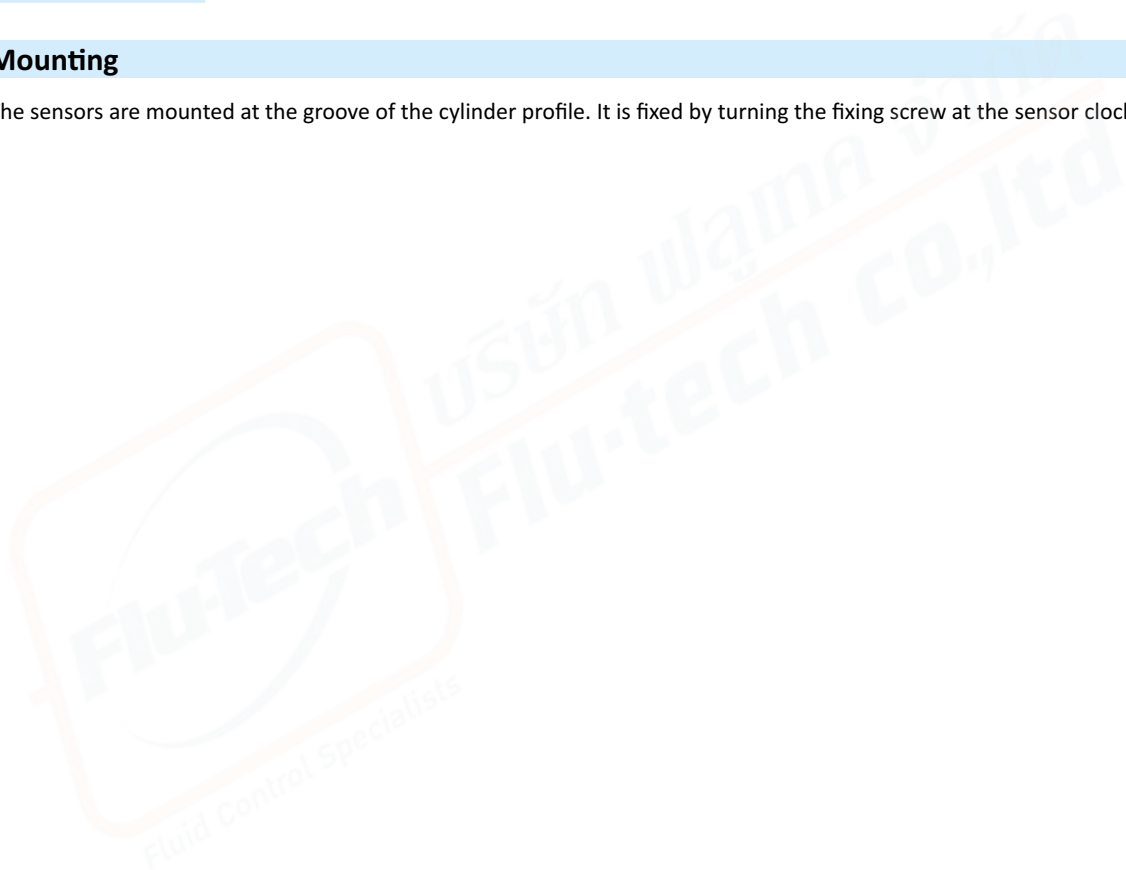 Mounting
he sensors are mounted at the groove of the cylinder profile. It is fixed by turning the fixing screw at the sensor clock
บริษัท ฟลูเทค จำกัด
Flu-tech co.,ltd
Flu-Tech
Fluid Control Specialists